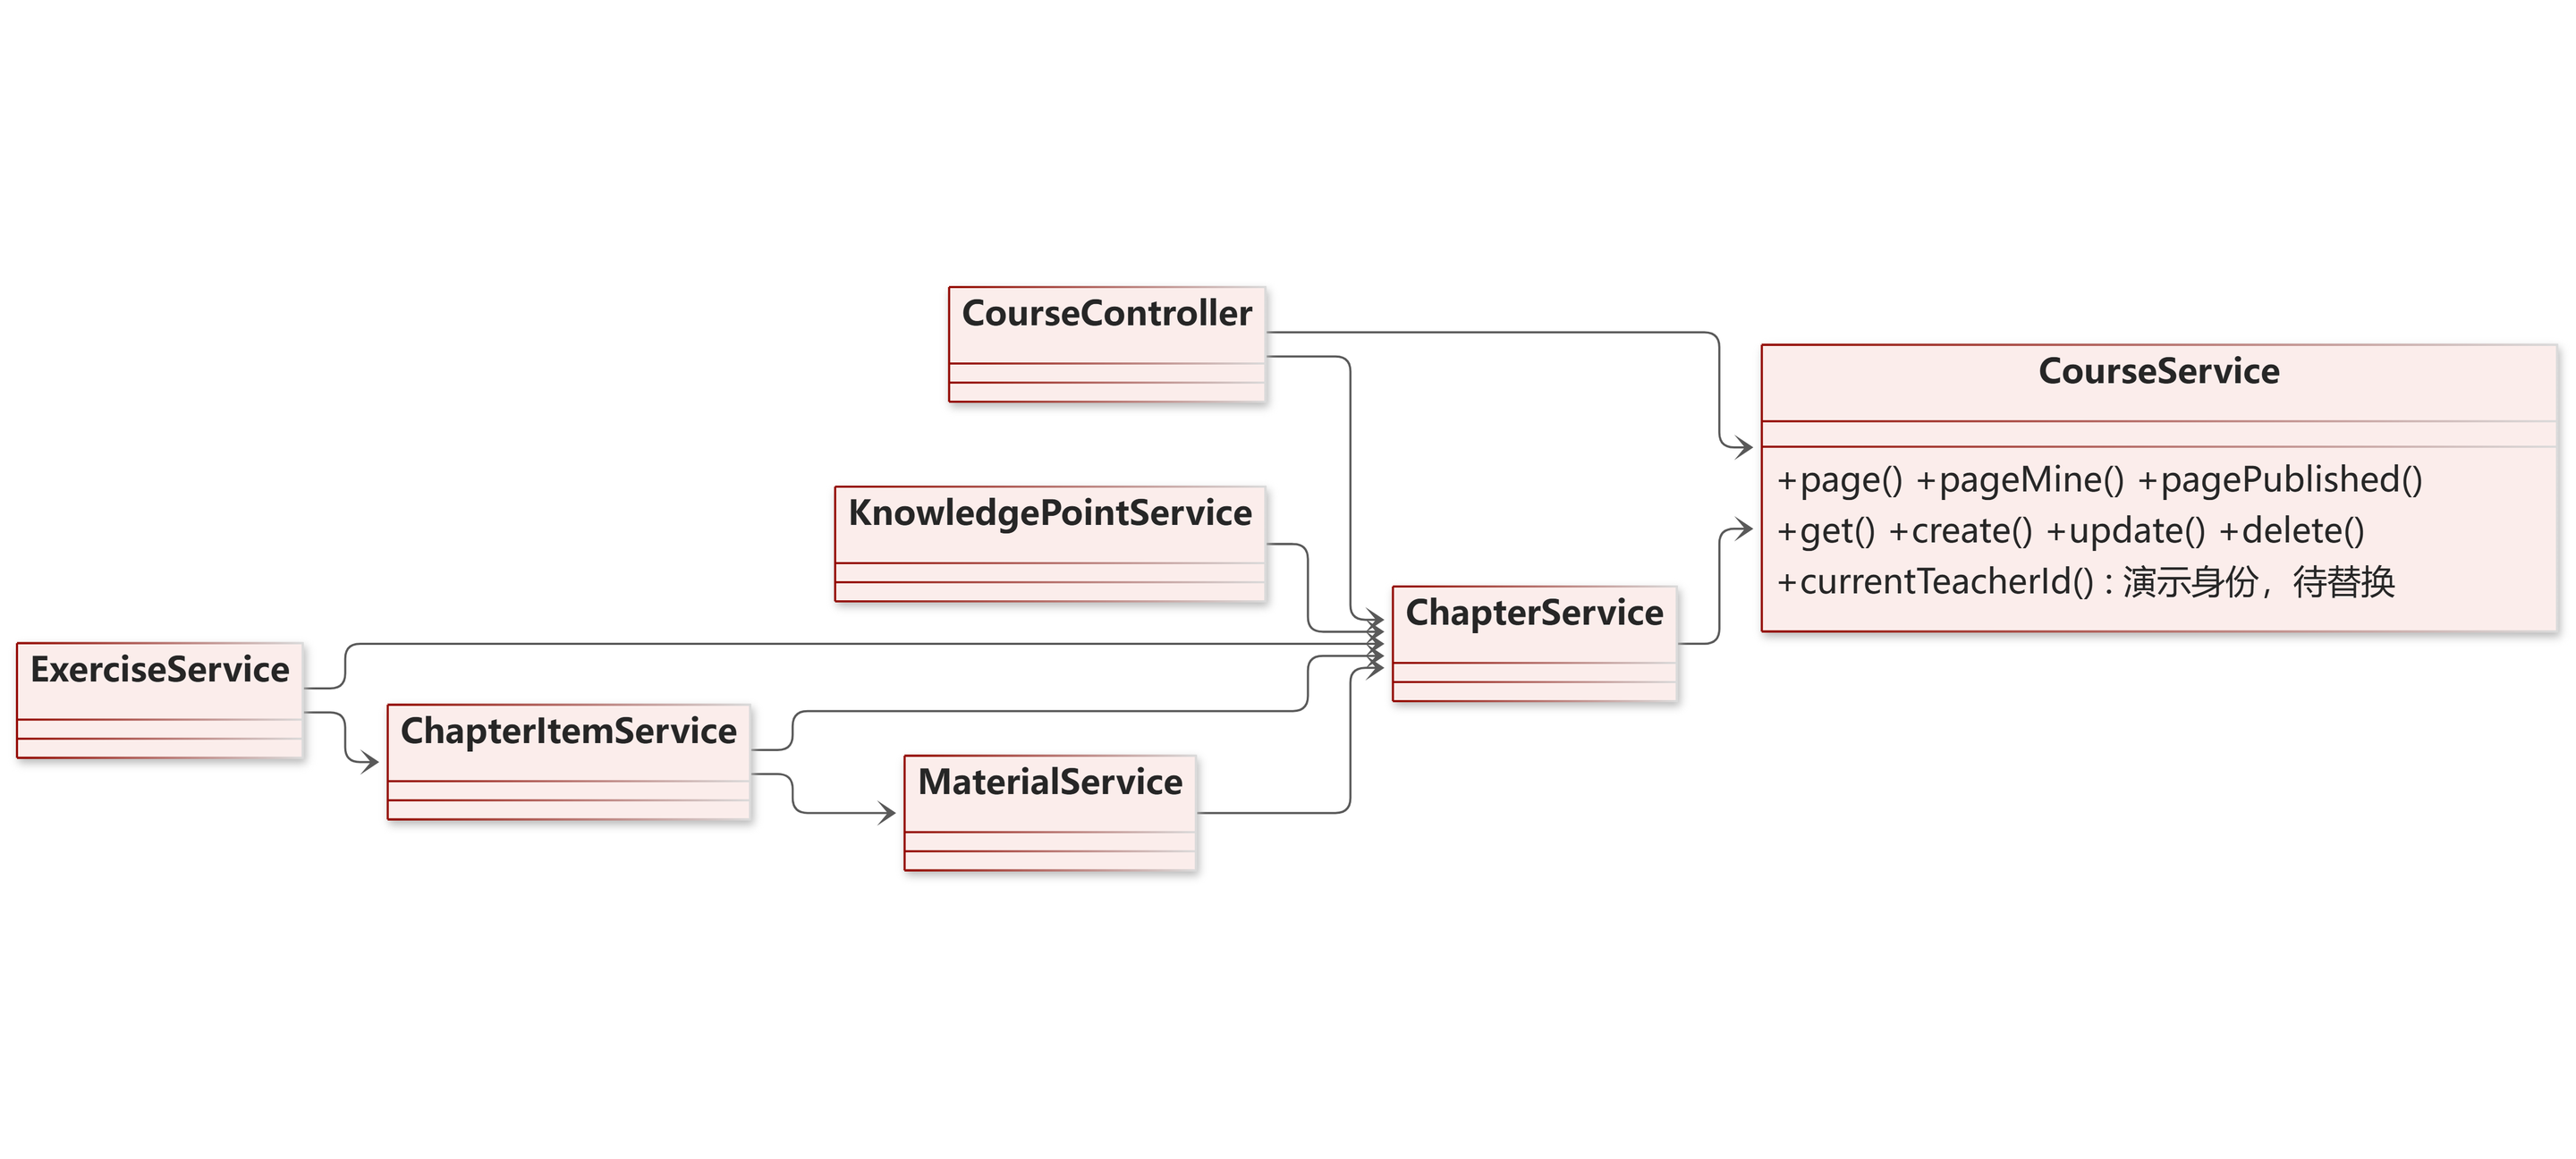 CourseController
CourseService
+page() +pageMine() +pagePublished()
+get() +create() +update() +delete()
+currentTeacherId() : 演示身份，待替换
KnowledgePointService
ChapterService
ExerciseService
ChapterItemService
MaterialService